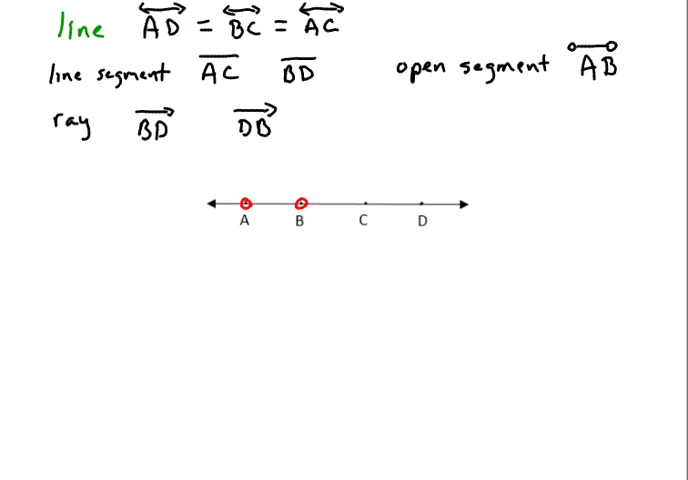 line AD = BC = AC
line segment AC BD open segment AB
ray BD DB
A B C D